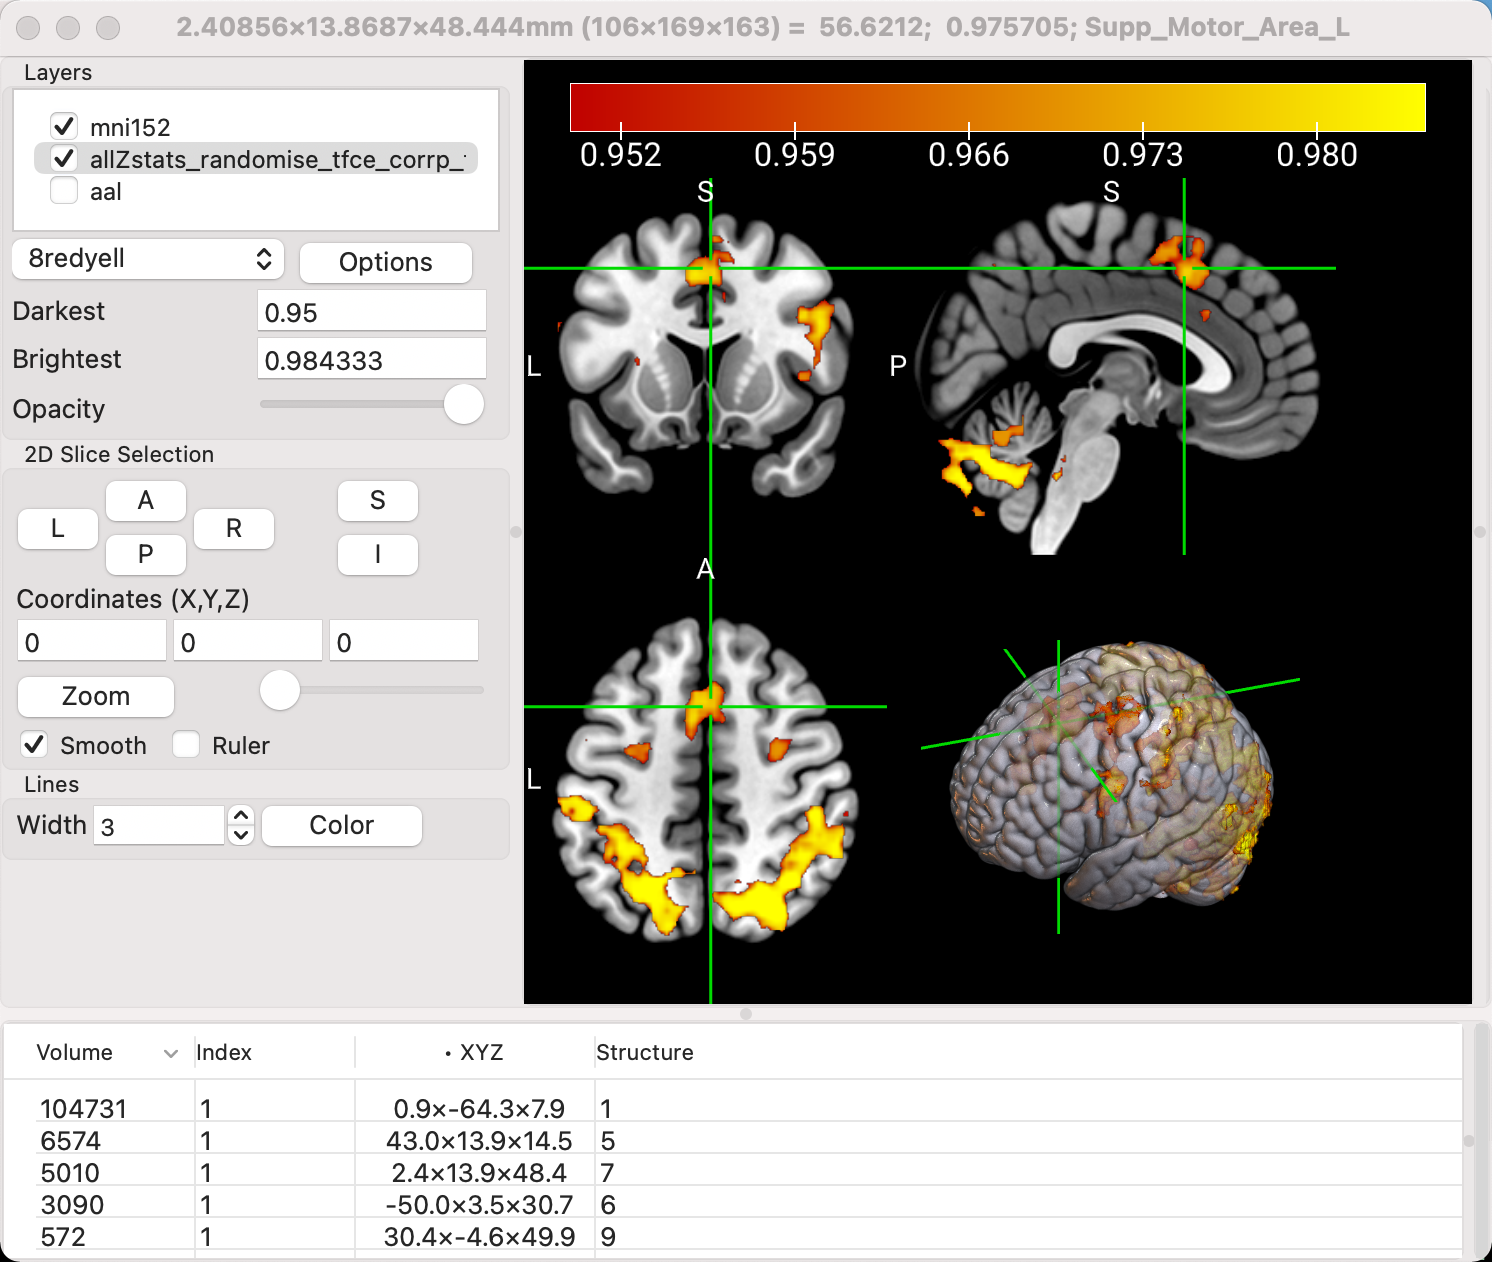 2.40856×13.8687×48.444mm (106×169×163) = 56.6212; 0.975705; Supp_Motor_Area_L
Layers
mni152
allZstats_randomise_tfce_corrp_
aal
8redyell
Options
Darkest
0.95
Brightest
0.984333
Opacity
2D Slice Selection
A
S
L
R
P
I
Coordinates (X,Y,Z)
0 0 0
Zoom
Smooth
Ruler
Lines
Width 3
Color
0.952 0.959 0.966 0.973 0.980
S
S
L
P
A
L
Volume Index · XYZ Structure
104731 1 0.9×-64.3×7.9 1
6574 1 43.0×13.9×14.5 5
5010 1 2.4×13.9×48.4 7
3090 1 -50.0×3.5×30.7 6
572 1 30.4×-4.6×49.9 9